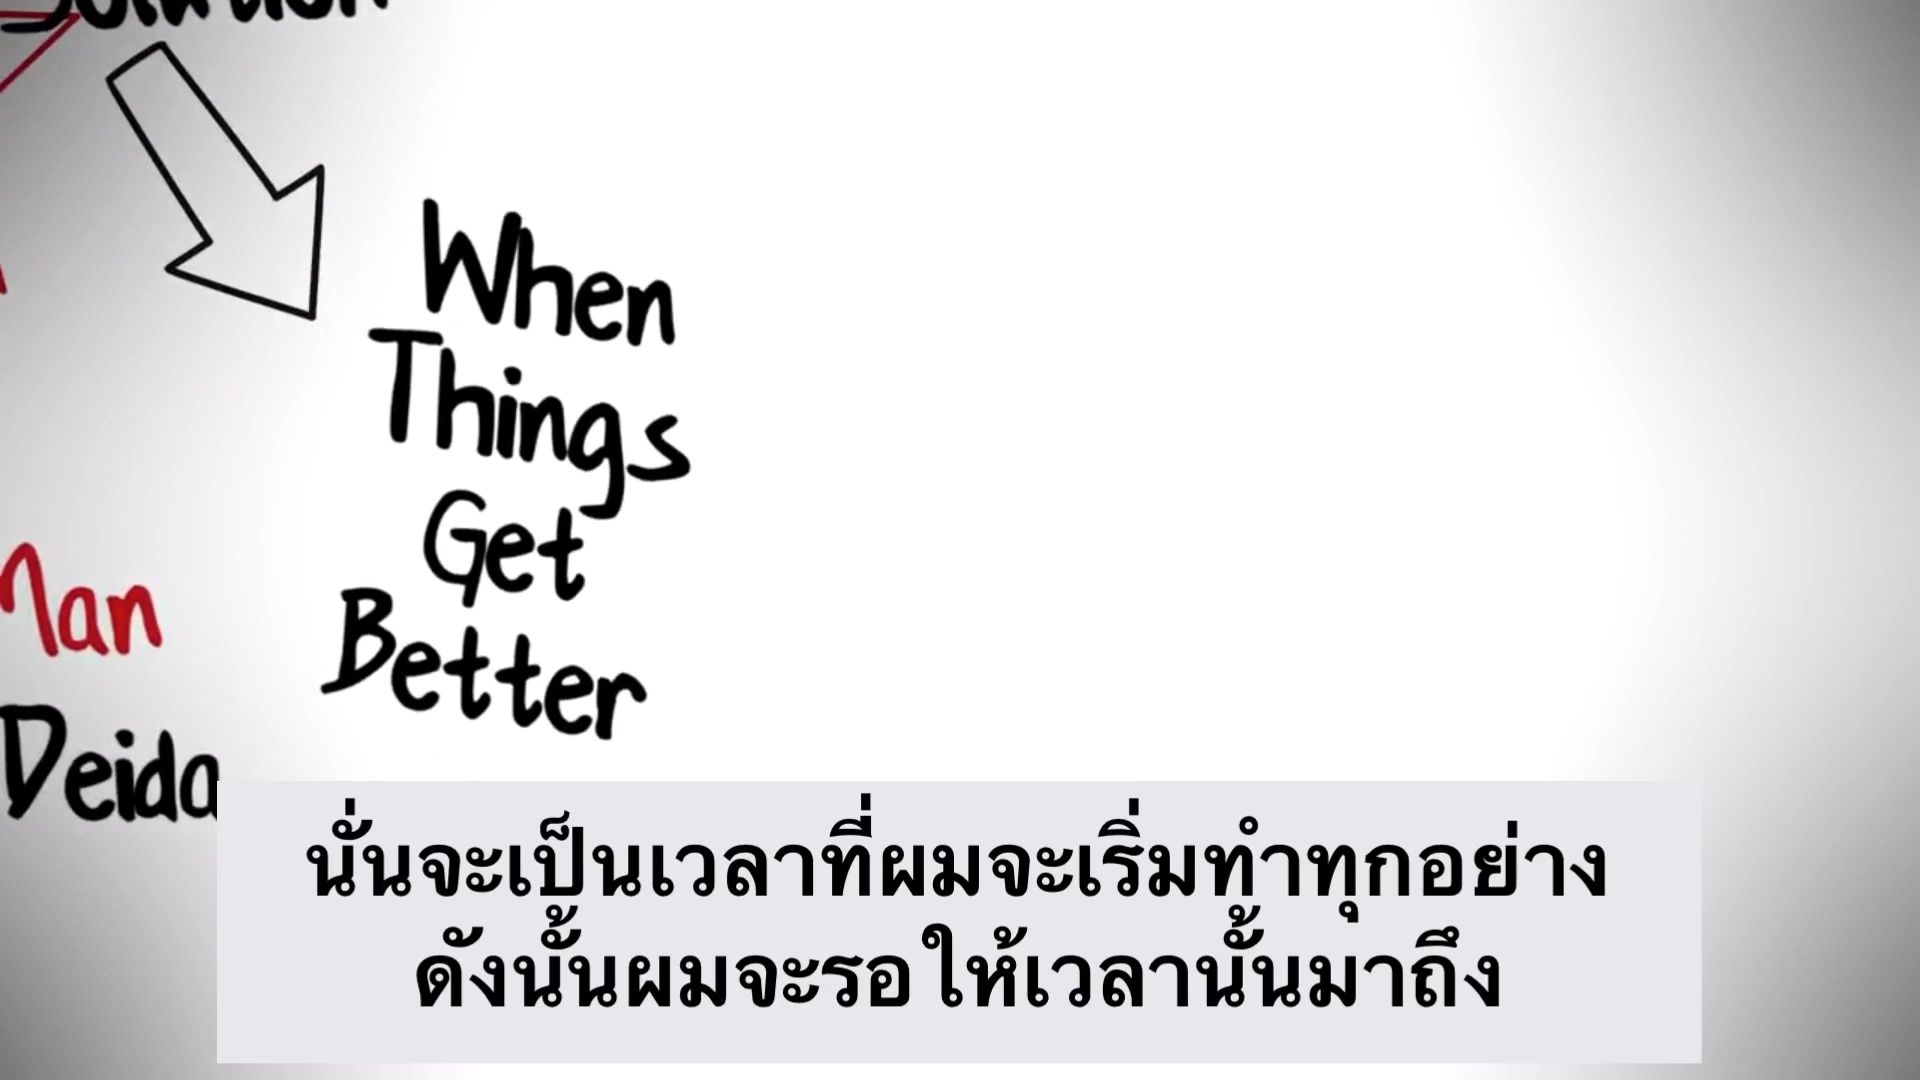 When
Things
Get
Better
Deida
นั่นจะเป็นเวลาที่ผมจะเริ่มทำทุกอย่าง
ดังนั้นผมจะรอให้เวลานั้นมาถึง